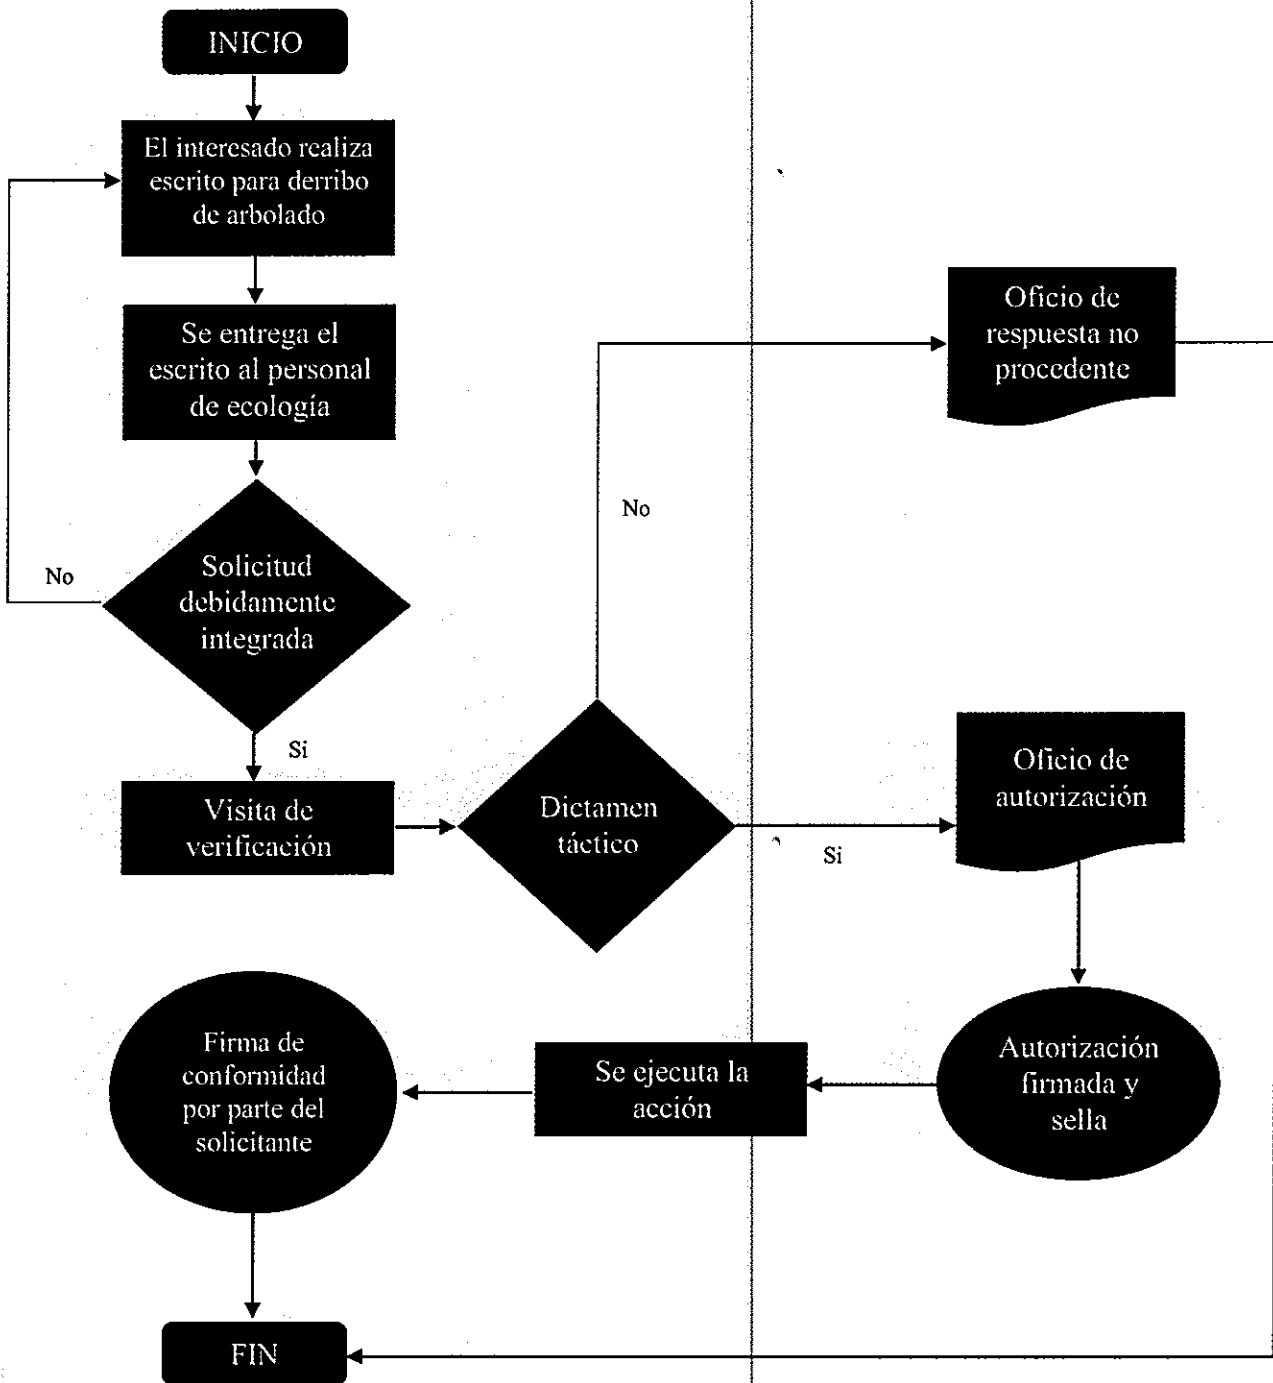 INICIO
El interesado realiza
escrito para derribo
de arbolado
Se entrega el
escrito al personal
de ecología
Solicitud
debidamente
integrada
No
Si
Visita de
verificación
Dictamen
táctico
No
Oficio de
respuesta no
procedente
Si
Oficio de
autorización
Autorización
firmada y
sella
Se ejecuta la
acción
Firma de
conformidad
por parte del
solicitante
FIN